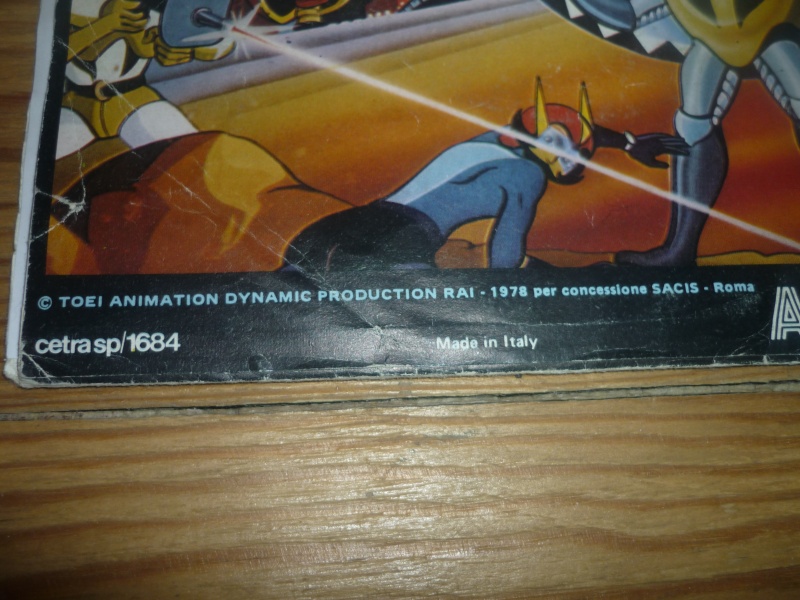 © TOEI ANIMATION DYNAMIC PRODUCTION RAI - 1978 per concessione SACIS - Roma
cetra sp/1684
Made in Italy